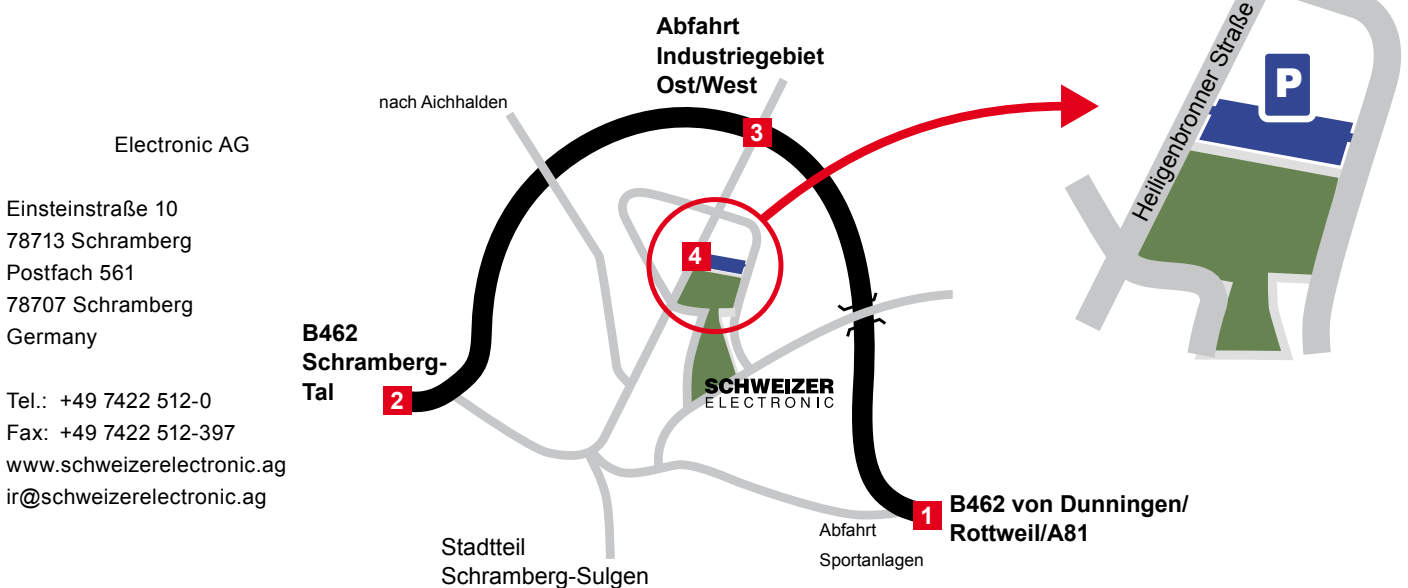 Electronic AG
Einsteinstraße 10
78713 Schramberg
Postfach 561
78707 Schramberg
Germany
Tel.: +49 7422 512-0
Fax: +49 7422 512-397
www.schweizerelectronic.ag
ir@schweizerelectronic.ag
Abfahrt
Industriegebiet
Ost/West
nach Aichhalden
3
4
B462
Schramberg-
Tal
2
SCHWEIZER
ELECTRONIC
1
B462 von Dunningen/
Rottweil/A81
Abfahrt
Sportanlagen
Stadtteil
Schramberg-Sulgen
Heiligenbronner Straße
P